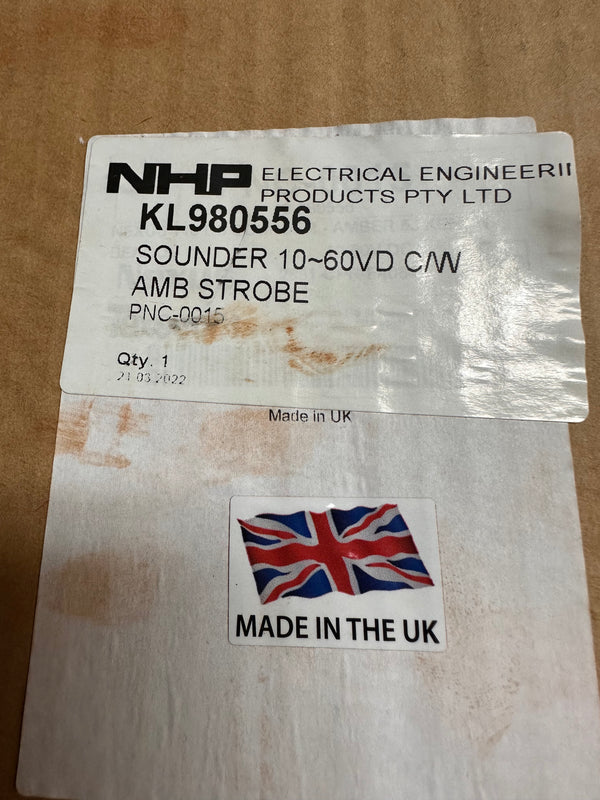 NHP ELECTRICAL ENGINEERI
PRODUCTS PTY LTD
KL980556
SOUNDER 10~60VD C/W
AMB STROBE
PNC-0015
Qty. 1
21 03 2022
Made in UK
MADE IN THE UK